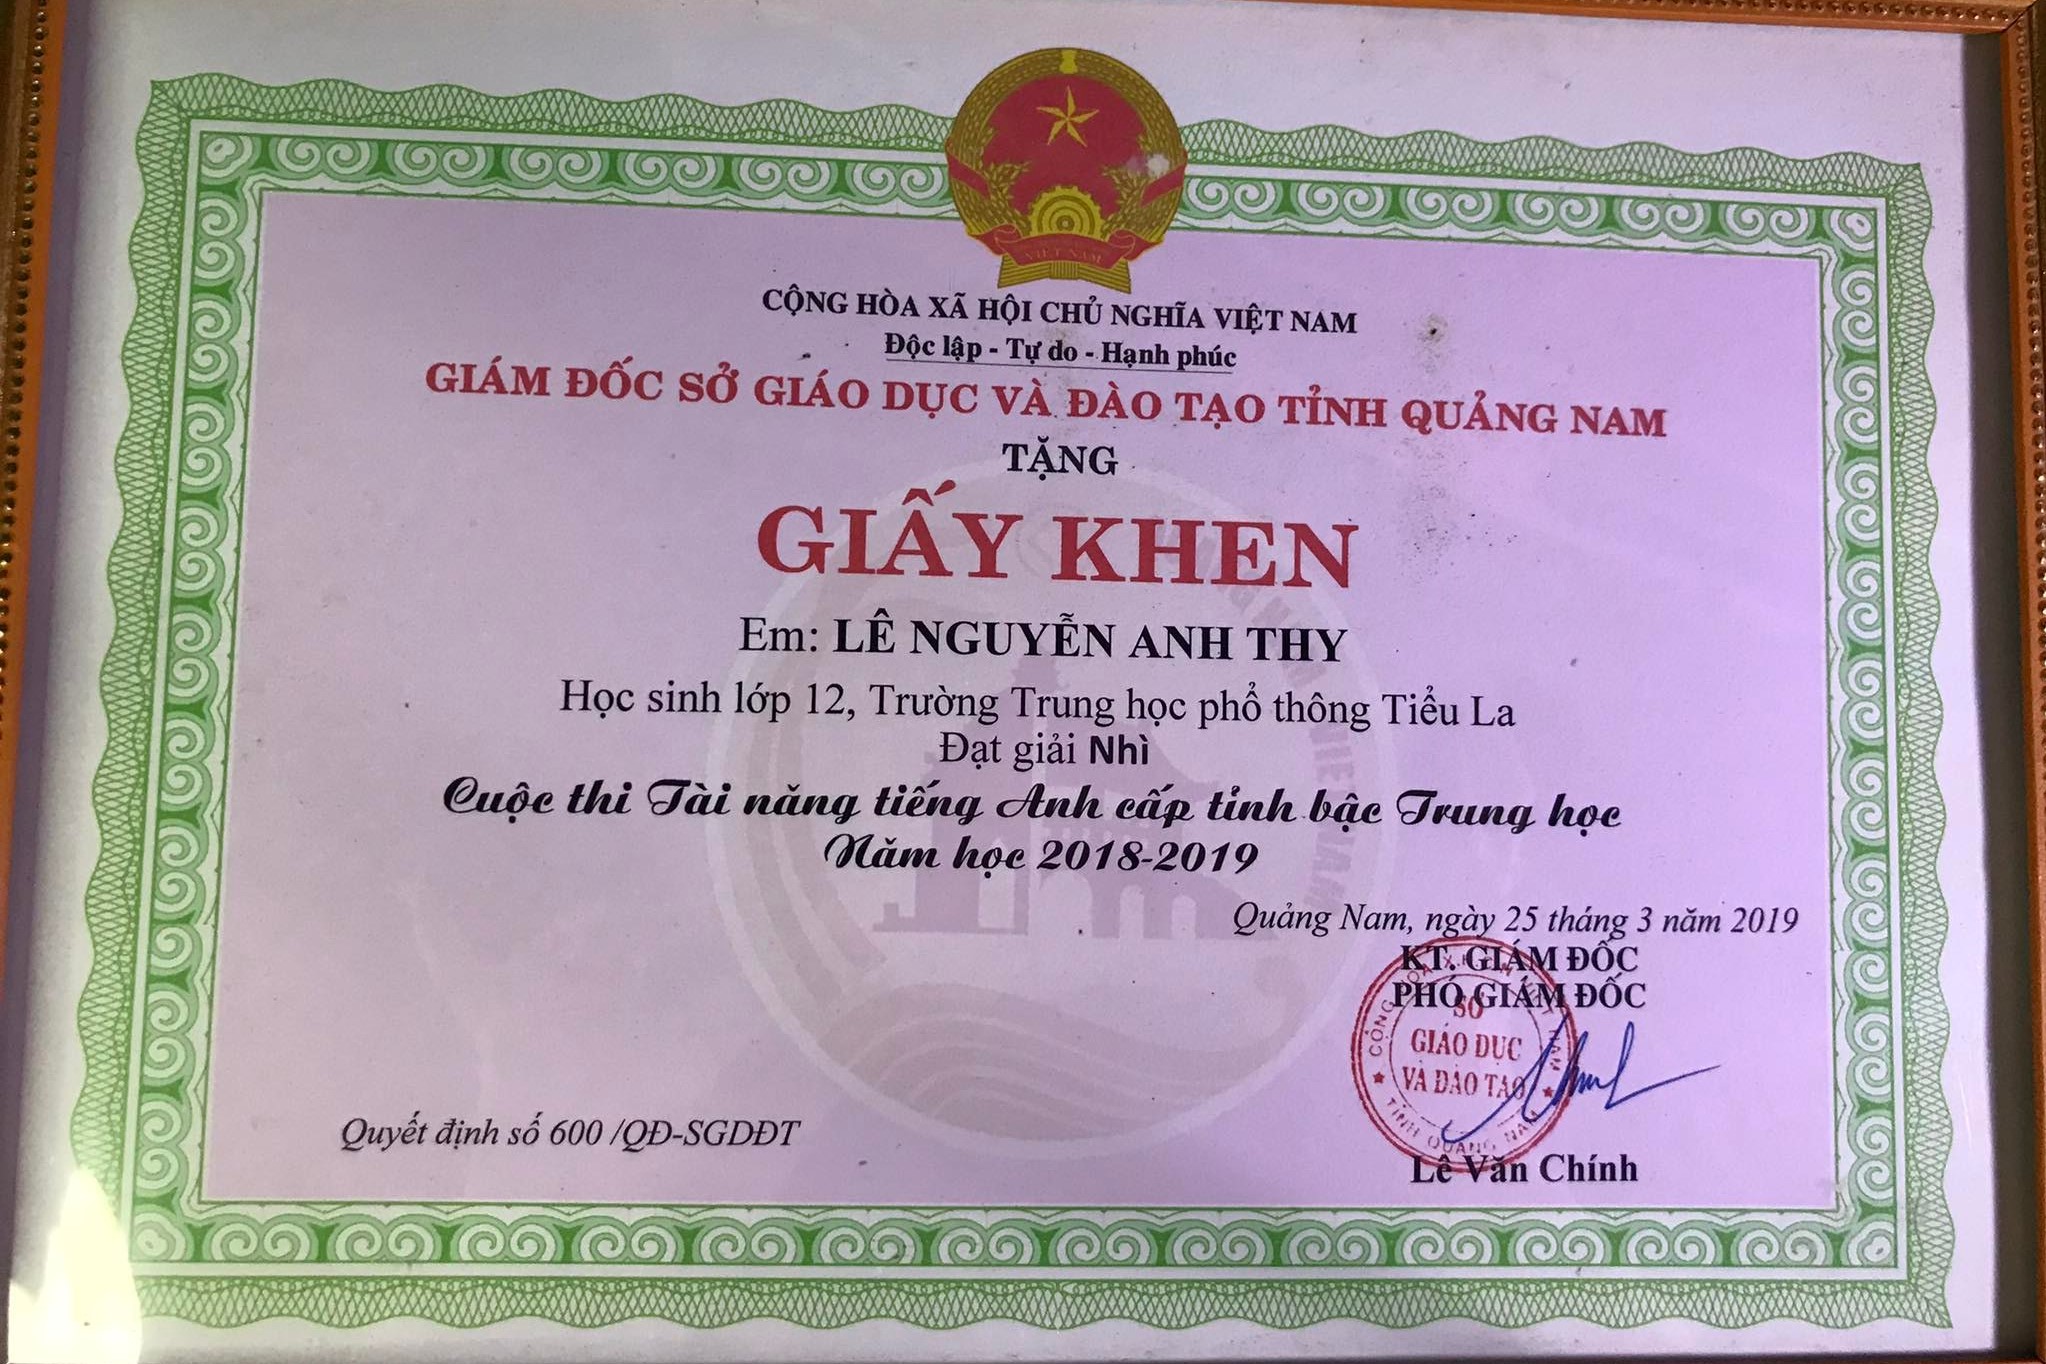 VIỆT NAM
CỘNG HÒA XÃ HỘI CHỦ NGHĨA VIỆT NAM
Độc lập - Tự do - Hạnh phúc
GIÁM ĐỐC SỞ GIÁO DỤC VÀ ĐÀO TẠO TỈNH QUẢNG NAM
TẶNG
GIẤY KHEN
Em: LÊ NGUYỄN ANH THY
Học sinh lớp 12, Trường Trung học phổ thông Tiểu La
Đạt giải Nhì
Cuộc thi Tài năng tiếng Anh cấp tỉnh bậc Trung học
Năm học 2018-2019
Quảng Nam, ngày 25 tháng 3 năm 2019
KT. GIÁM ĐỐC
PHÓ GIÁM ĐỐC
SỞ
GIÁO DỤC
VÀ ĐÀO TẠO
TỈNH QUẢNG NAM
Quyết định số 600 /QĐ-SGDĐT
Lê Văn Chính